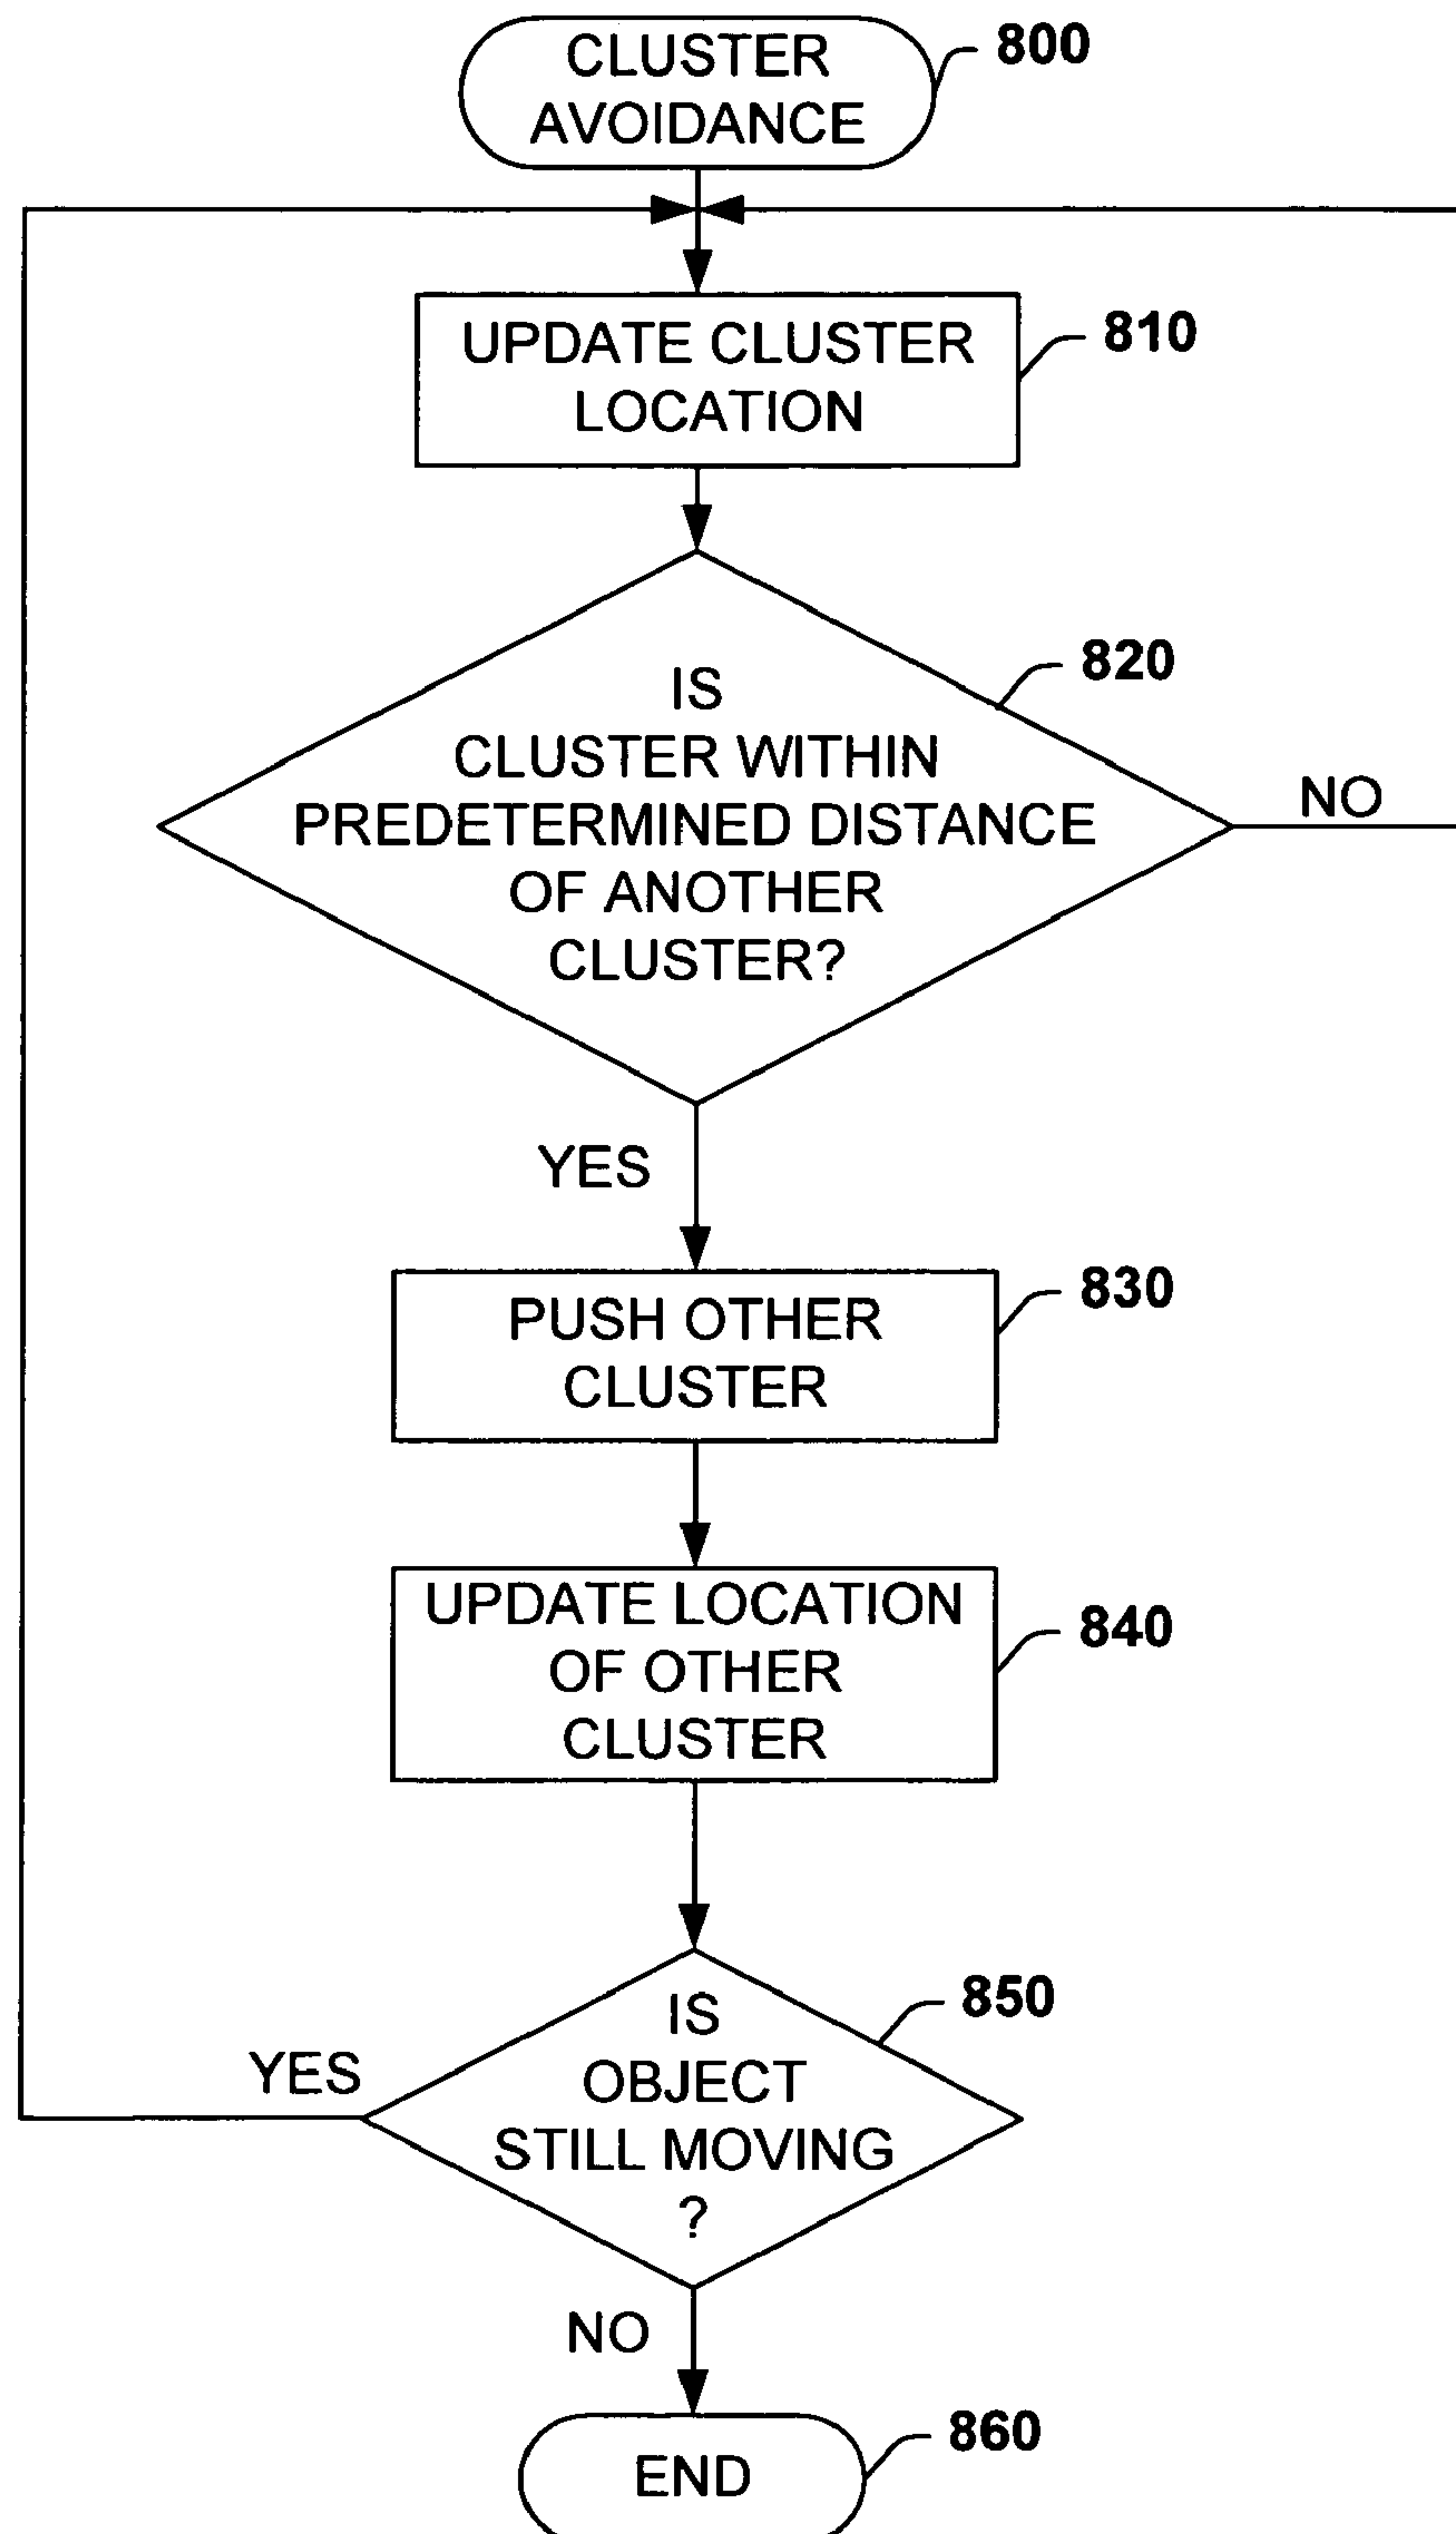 CLUSTER
AVOIDANCE
800
UPDATE CLUSTER
LOCATION
810
IS
CLUSTER WITHIN
PREDETERMINED DISTANCE
OF ANOTHER
CLUSTER?
820
NO
YES
PUSH OTHER
CLUSTER
830
UPDATE LOCATION
OF OTHER
CLUSTER
840
IS
OBJECT
STILL MOVING
?
850
YES
NO
END
860